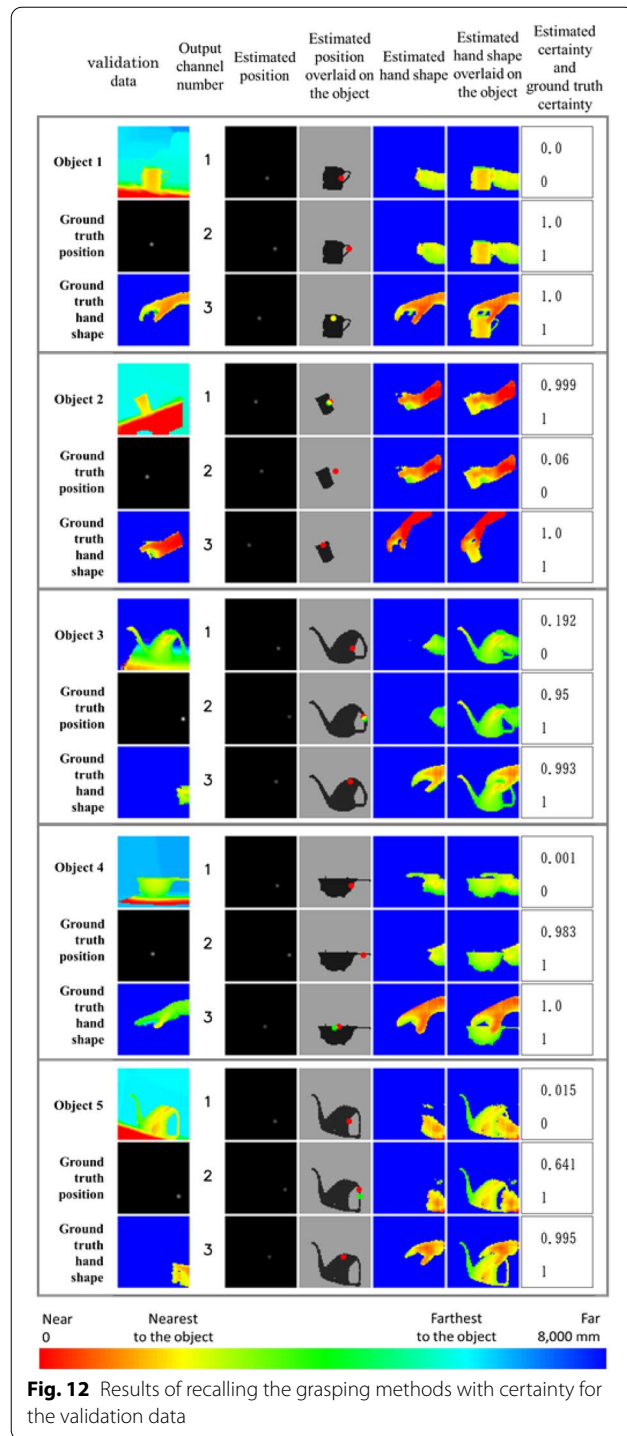 validation
data
Output
channel
number
Estimated
position
Estimated
position
overlaid on
the object
Estimated
hand shape
Estimated
hand shape
overlaid on
the object
Estimated
certainty
and
ground truth
certainty
Object 1
1
0.0
0
Ground
truth
position
2
1.0
1
Ground
truth
hand
shape
3
1.0
1
Object 2
1
0.999
1
Ground
truth
position
2
0.06
0
Ground
truth
hand
shape
3
1.0
1
Object 3
1
0.192
0
Ground
truth
position
2
0.95
1
Ground
truth
hand
shape
3
0.993
1
Object 4
1
0.001
0
Ground
truth
position
2
0.983
1
Ground
truth
hand
shape
3
1.0
1
Object 5
1
0.015
0
Ground
truth
position
2
0.641
1
Ground
truth
hand
shape
3
0.995
1
Near
0
Nearest
to the object
Farthest
to the object
Far
8,000 mm
Fig. 12 Results of recalling the grasping methods with certainty for
the validation data